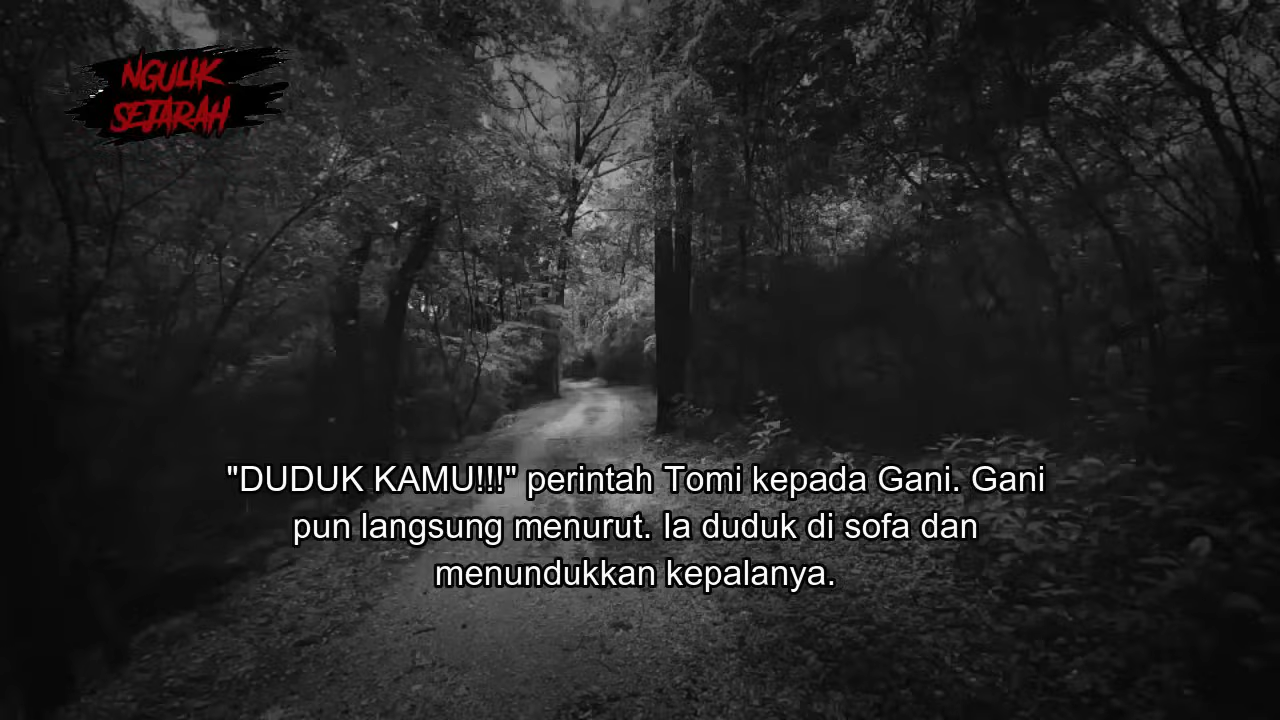 NGULIK
SEJARAH
"DUDUK KAMU!!!" perintah Tomi kepada Gani. Gani
pun langsung menurut. Ia duduk di sofa dan
menundukkan kepalanya.